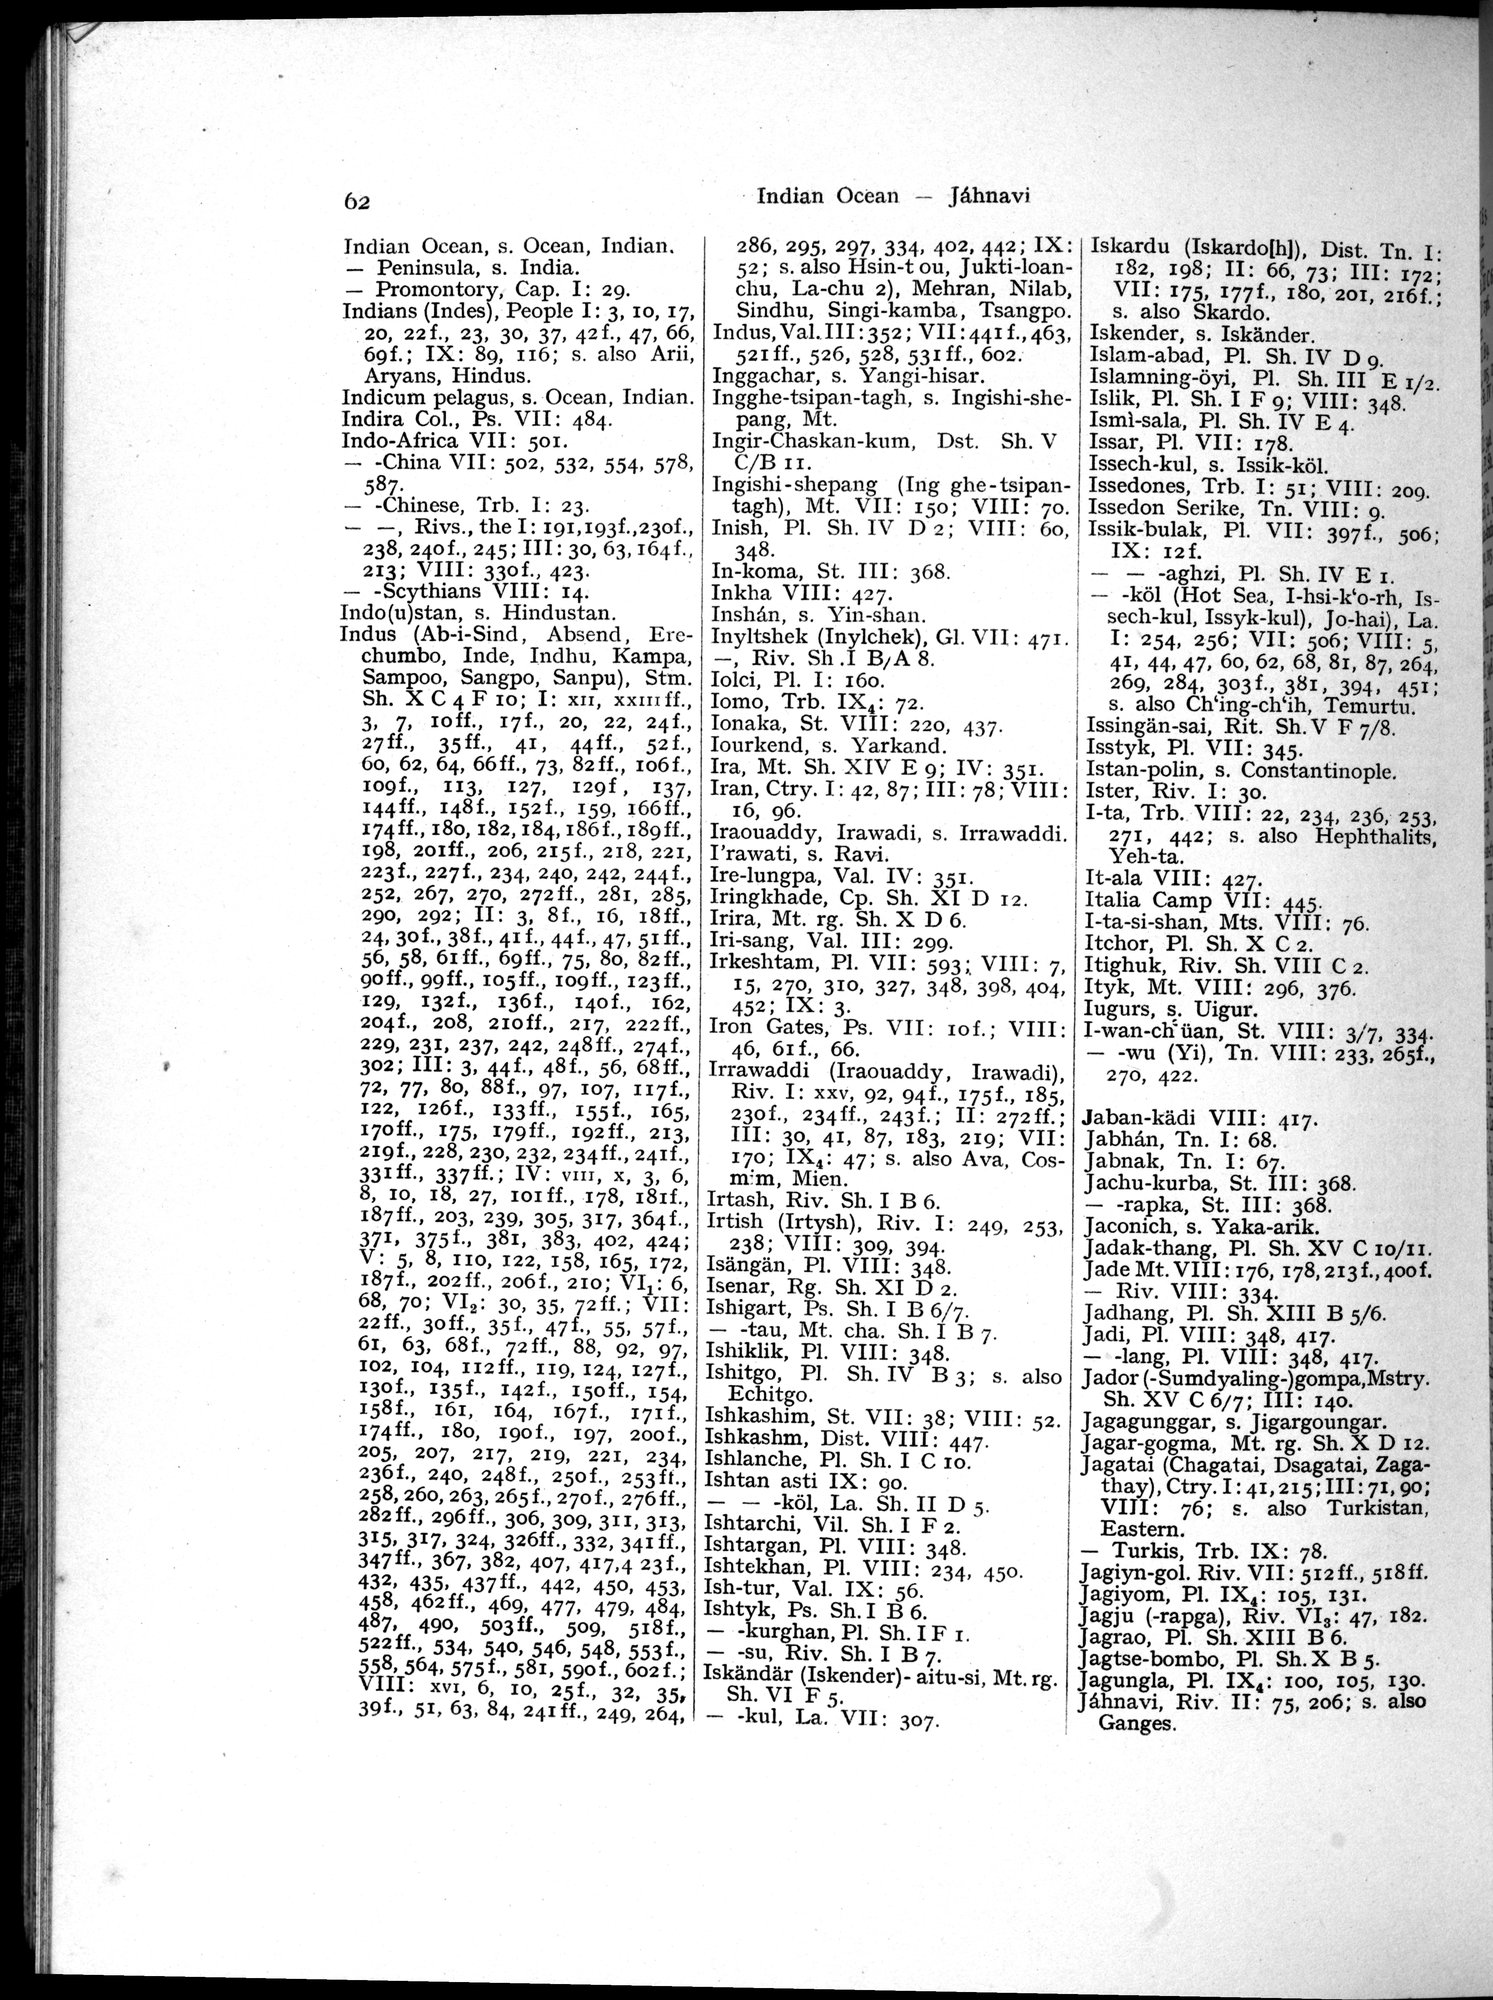 62
Indian Ocean — Jáhnavi
Indian Ocean, s. Ocean, Indian.
— Peninsula, s. India.
— Promontory, Cap. I: 29.
Indians (Indes), People I: 3, 10, 17,
20, 22f., 23, 30, 37, 42f., 47, 66,
69f.; IX: 89, 116; s. also Arii,
Aryans, Hindus.
Indicum pelagus, s. Ocean, Indian.
Indira Col., Ps. VII: 484.
Indo-Africa VII: 501.
— -China VII: 502, 532, 554, 578,
587.
— -Chinese, Trb. I: 23.
— —, Rivs., the I: 191, 193f., 230f.,
238, 240f., 245; III: 30, 63, 164f.,
213; VIII: 330f., 423.
— -Scythians VIII: 14.
Indo(u)stan, s. Hindustan.
Indus (Ab-i-Sind, Absend, Ere-
chumbo, Inde, Indhu, Kampa,
Sampoo, Sangpo, Sanpu), Stm.
Sh. X C 4 F 10; I: XII, XXIIIff.,
3, 7, 10ff., 17f., 20, 22, 24f.,
27ff., 35ff., 41, 44ff., 52f.,
60, 62, 64, 66ff., 73, 82ff., 106f.,
109f., 113, 127, 129f, 137,
144ff., 148f., 152f., 159, 166ff.,
174ff., 180, 182, 184, 186f., 189ff.,
198, 201ff., 206, 215f., 218, 221,
223f., 227f., 234, 240, 242, 244f.,
252, 267, 270, 272ff., 281, 285,
290, 292; II: 3, 8f., 16, 18ff.,
24, 30f., 38f., 41f., 44f., 47, 51ff.,
56, 58, 61ff., 69ff., 75, 80, 82ff.,
90ff., 99ff., 105ff., 109ff., 123ff.,
129, 132f., 136f., 140f., 162,
204f., 208, 210ff., 217, 222ff.,
229, 231, 237, 242, 248ff., 274f.,
302; III: 3, 44f., 48f., 56, 68ff.,
72, 77, 80, 88f., 97, 107, 117f.,
122, 126f., 133ff., 155f., 165,
170ff., 175, 179ff., 192ff., 213,
219f., 228, 230, 232, 234ff., 241f.,
331ff., 337ff.; IV: VIII, X, 3, 6,
8, 10, 18, 27, 101ff., 178, 181f.,
187ff., 203, 239, 305, 317, 364f.,
371, 375f., 381, 383, 402, 424;
V: 5, 8, 110, 122, 158, 165, 172,
187f., 202ff., 206f., 210; VI₁: 6,
68, 70; VI₂: 30, 35, 72ff.; VII:
22ff., 30ff., 35f., 47f., 55, 57f.,
61, 63, 68f., 72ff., 88, 92, 97,
102, 104, 112ff., 119, 124, 127f.,
130f., 135f., 142f., 150ff., 154,
158f., 161, 164, 167f., 171f.,
174ff., 180, 190f., 197, 200f.,
205, 207, 217, 219, 221, 234,
236f., 240, 248f., 250f., 253ff.,
258, 260, 263, 265f., 270f., 276ff.,
282ff., 296ff., 306, 309, 311, 313,
315, 317, 324, 326ff., 332, 341ff.,
347ff., 367, 382, 407, 417,4 23f.,
432, 435, 437ff., 442, 450, 453,
458, 462ff., 469, 477, 479, 484,
487, 490, 503ff., 509, 518f.,
522ff., 534, 540, 546, 548, 553f.,
558, 564, 575f., 581, 590f., 602f.;
VIII: XVI, 6, 10, 25f., 32, 35,
39f., 51, 63, 84, 241ff., 249, 264,
286, 295, 297, 334, 402, 442; IX:
52; s. also Hsin-t ou, Jukti-loan-
chu, La-chu 2), Mehran, Nilab,
Sindhu, Singi-kamba, Tsangpo.
Indus, Val. III: 352; VII: 441f., 463,
521ff., 526, 528, 531ff., 602.
Inggachar, s. Yangi-hisar.
Ingghe-tsipan-tagh, s. Ingishi-she-
pang, Mt.
Ingir-Chaskan-kum, Dst. Sh. V
C/B 11.
Ingishi-shepang (Ing ghe-tsipan-
tagh), Mt. VII: 150; VIII: 70.
Inish, Pl. Sh. IV D 2; VIII: 60,
348.
In-koma, St. III: 368.
Inkha VIII: 427.
Inshán, s. Yin-shan.
Inyltshek (Inylchek), Gl. VII: 471.
—, Riv. Sh .I B/A 8.
Iolci, Pl. I: 160.
Iomo, Trb. IX₄: 72.
Ionaka, St. VIII: 220, 437.
Iourkend, s. Yarkand.
Ira, Mt. Sh. XIV E 9; IV: 351.
Iran, Ctry. I: 42, 87; III: 78; VIII:
16, 96.
Iraouaddy, Irawadi, s. Irrawaddi.
I'rawati, s. Ravi.
Ire-lungpa, Val. IV: 351.
Iringkhade, Cp. Sh. XI D 12.
Irira, Mt. rg. Sh. X D 6.
Iri-sang, Val. III: 299.
Irkeshtam, Pl. VII: 593; VIII: 7,
15, 270, 310, 327, 348, 398, 404,
452; IX: 3.
Iron Gates, Ps. VII: 10f.; VIII:
46, 61f., 66.
Irrawaddi (Iraouaddy, Irawadi),
Riv. I: XXV, 92, 94f., 175f., 185,
230f., 234ff., 243f.; II: 272ff.;
III: 30, 41, 87, 183, 219; VII:
170; IX₄: 47; s. also Ava, Cos-
mim, Mien.
Irtash, Riv. Sh. I B 6.
Irtish (Irtysh), Riv. I: 249, 253,
238; VIII: 309, 394.
Isängän, Pl. VIII: 348.
Isenar, Rg. Sh. XI D 2.
Ishigart, Ps. Sh. I B 6/7.
— -tau, Mt. cha. Sh. I B 7.
Ishiklik, Pl. VIII: 348.
Ishitgo, Pl. Sh. IV B 3; s. also
Echitgo.
Ishkashim, St. VII: 38; VIII: 52.
Ishkashm, Dist. VIII: 447.
Ishlanche, Pl. Sh. I C 10.
Ishtan asti IX: 90.
— — -köl, La. Sh. II D 5.
Ishtarchi, Vil. Sh. I F 2.
Ishtargan, Pl. VIII: 348.
Ishtekhan, Pl. VIII: 234, 450.
Ish-tur, Val. IX: 56.
Ishtyk, Ps. Sh. I B 6.
— -kurghan, Pl. Sh. I F 1.
— -su, Riv. Sh. I B 7.
Iskändär (Iskender)- aitu-si, Mt. rg.
Sh. VI F 5.
— -kul, La. VII: 307.
Iskardu (Iskardo[h]), Dist. Tn. I:
182, 198; II: 66, 73; III: 172;
VII: 175, 177f., 180, 201, 216f.;
s. also Skardo.
Iskender, s. Iskänder.
Islam-abad, Pl. Sh. IV D 9.
Islamning-öyi, Pl. Sh. III E 1/2.
Islik, Pl. Sh. I F 9; VIII: 348.
Ismì-sala, Pl. Sh. IV E 4.
Issar, Pl. VII: 178.
Issech-kul, s. Issik-köl.
Issedones, Trb. I: 51; VIII: 209.
Issedon Serike, Tn. VIII: 9.
Issik-bulak, Pl. VII: 397f., 506;
IX: 12f.
— — -aghzi, Pl. Sh. IV E 1.
— -köl (Hot Sea, I-hsi-k‘o-rh, Is-
sech-kul, Issyk-kul), Jo-hai), La.
I: 254, 256; VII: 506; VIII: 5,
41, 44, 47, 60, 62, 68, 81, 87, 264,
269, 284, 303f., 381, 394, 451;
s. also Ch‘ing-ch‘ih, Temurtu.
Issingän-sai, Rit. Sh. V F 7/8.
Isstyk, Pl. VII: 345.
Istan-polin, s. Constantinople.
Ister, Riv. I: 30.
I-ta, Trb. VIII: 22, 234, 236, 253,
271, 442; s. also Hephthalits,
Yeh-ta.
It-ala VIII: 427.
Italia Camp VII: 445.
I-ta-si-shan, Mts. VIII: 76.
Itchor, Pl. Sh. X C 2.
Itighuk, Riv. Sh. VIII C 2.
Ityk, Mt. VIII: 296, 376.
Iugurs, s. Uigur.
I-wan-ch‘üan, St. VIII: 3/7, 334.
— -wu (Yi), Tn. VIII: 233, 265f.,
270, 422.
Jaban-kädi VIII: 417.
Jabhán, Tn. I: 68.
Jabnak, Tn. I: 67.
Jachu-kurba, St. III: 368.
— -rapka, St. III: 368.
Jaconich, s. Yaka-arik.
Jadak-thang, Pl. Sh. XV C 10/11.
Jade Mt. VIII: 176, 178, 213f., 400f.
— Riv. VIII: 334.
Jadhang, Pl. Sh. XIII B 5/6.
Jadi, Pl. VIII: 348, 417.
— -lang, Pl. VIII: 348, 417.
Jador (-Sumdyaling-)gompa, Mstry.
Sh. XV C 6/7; III: 140.
Jagagunggar, s. Jigargoungar.
Jagar-gogma, Mt. rg. Sh. X D 12.
Jagatai (Chagatai, Dsagatai, Zaga-
thay), Ctry. I: 41, 215; III: 71, 90;
VIII: 76; s. also Turkistan,
Eastern.
— Turkis, Trb. IX: 78.
Jagiyn-gol. Riv. VII: 512ff., 518ff.
Jagiyom, Pl. IX₄: 105, 131.
Jagju (-rapga), Riv. VI₃: 47, 182.
Jagrao, Pl. Sh. XIII B 6.
Jagtse-bombo, Pl. Sh. X B 5.
Jagungla, Pl. IX₄: 100, 105, 130.
Jáhnavi, Riv. II: 75, 206; s. also
Ganges.